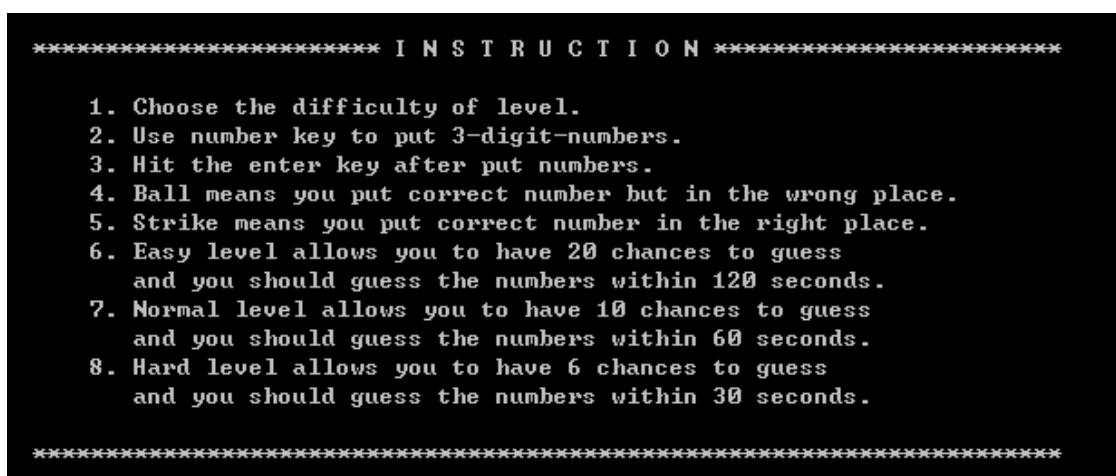 ************************ I N S T R U C T I O N ************************
1. Choose the difficulty of level.
2. Use number key to put 3-digit-numbers.
3. Hit the enter key after put numbers.
4. Ball means you put correct number but in the wrong place.
5. Strike means you put correct number in the right place.
6. Easy level allows you to have 20 chances to guess
and you should guess the numbers within 120 seconds.
7. Normal level allows you to have 10 chances to guess
and you should guess the numbers within 60 seconds.
8. Hard level allows you to have 6 chances to guess
and you should guess the numbers within 30 seconds.
***********************************************************************